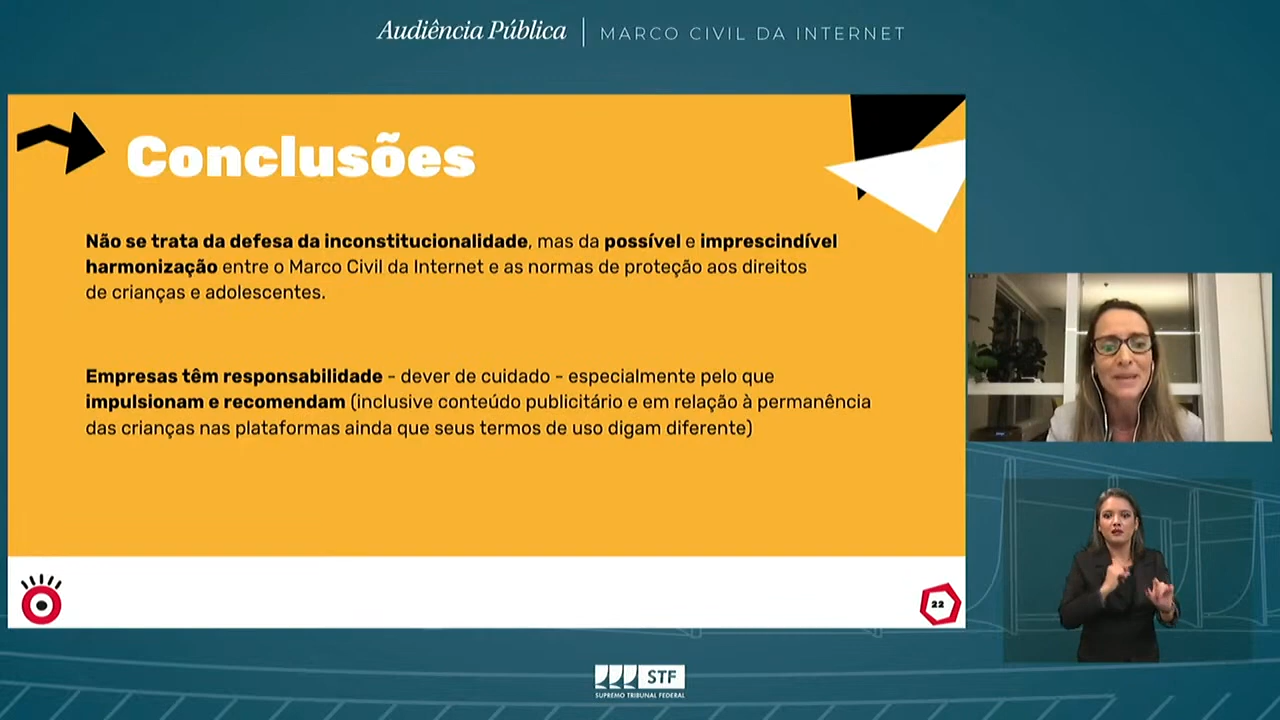 Audiência Pública | MARCO CIVIL DA INTERNET
Conclusões
Não se trata da defesa da inconstitucionalidade, mas da possível e imprescindível
harmonização entre o Marco Civil da Internet e as normas de proteção aos direitos
de crianças e adolescentes.
Empresas têm responsabilidade - dever de cuidado - especialmente pelo que
impulsionam e recomendam (inclusive conteúdo publicitário e em relação à permanência
das crianças nas plataformas ainda que seus termos de uso digam diferente)
22
STF
SUPREMO TRIBUNAL FEDERAL